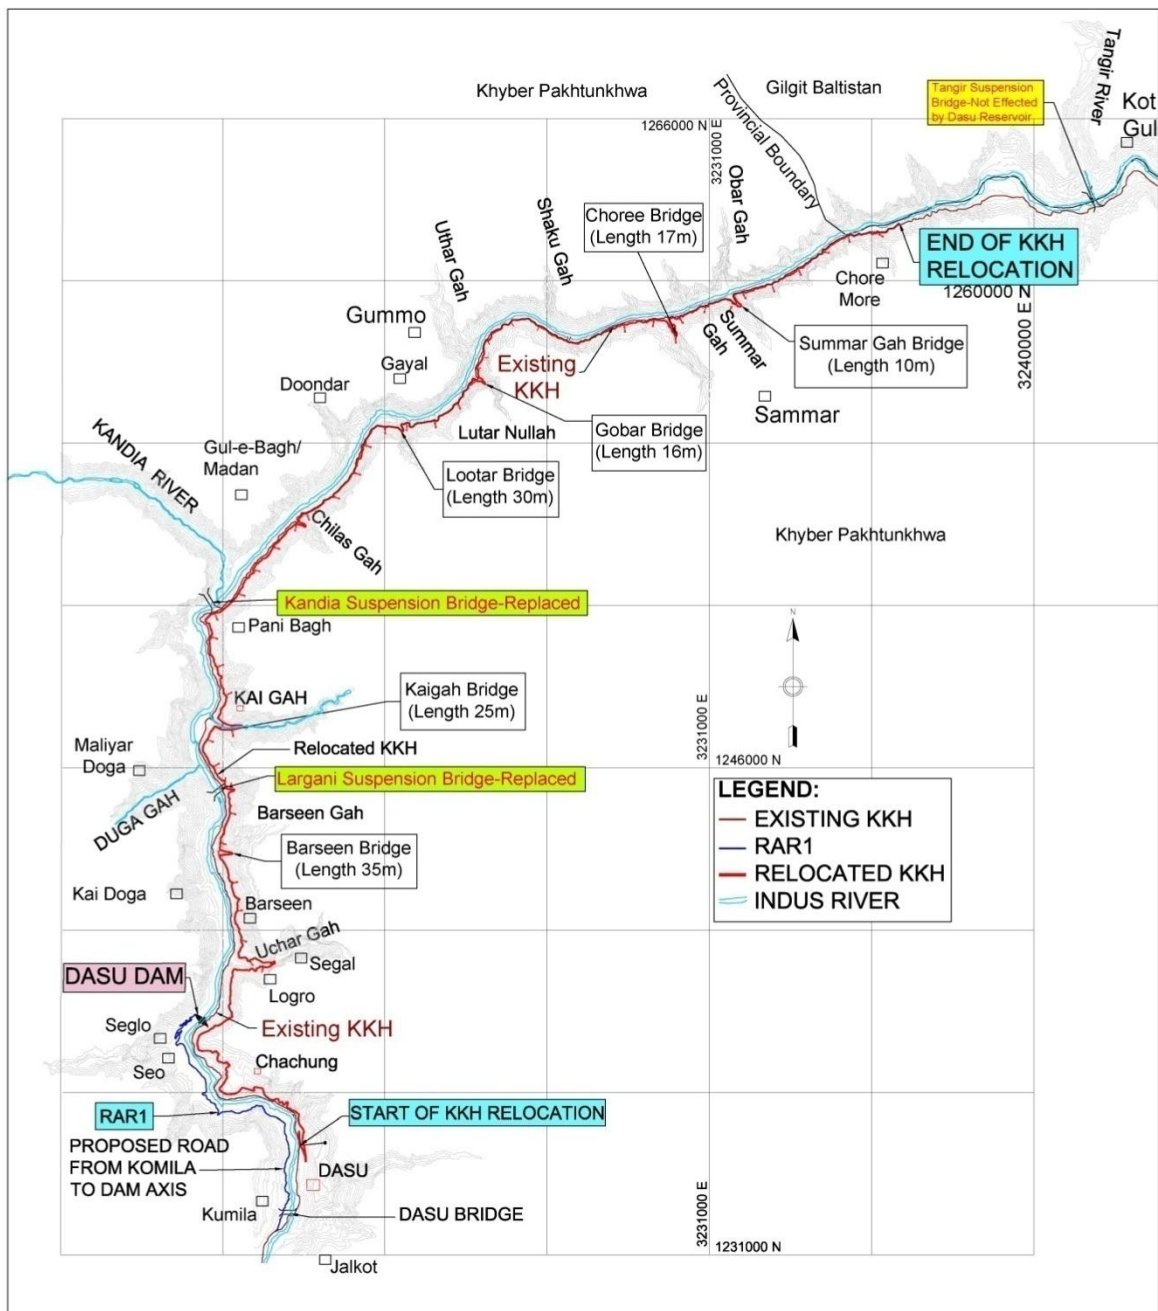 Tangir River
Khyber Pakhtunkhwa
Gilgit Baltistan
Tangir Suspension
Bridge-Not Effected
by Dasu Reservoir
Kot
Gul
1266000 N
3231000 E
Provincial Boundary
Obar Gah
Choree Bridge
(Length 17m)
Shaku Gah
Uthar Gah
END OF KKH
RELOCATION
Chore
More
1260000 N
3240000 E
Gummo
Summar
Gah
Summar Gah Bridge
(Length 10m)
Existing
KKH
Gayal
Doondar
Sammar
Lutar Nullah
Gobar Bridge
(Length 16m)
KANDIA RIVER
Gul-e-Bagh/
Madan
Lootar Bridge
(Length 30m)
Chilas Gah
Khyber Pakhtunkhwa
Kandia Suspension Bridge-Replaced
N
Pani Bagh
Kaigah Bridge
(Length 25m)
KAI GAH
3231000 E
Maliyar
Doga
Relocated KKH
1246000 N
Largani Suspension Bridge-Replaced
DUGA GAH
Barseen Gah
LEGEND:
EXISTING KKH
RAR1
RELOCATED KKH
INDUS RIVER
Barseen Bridge
(Length 35m)
Kai Doga
Barseen
Uchar Gah
Segal
DASU DAM
Logro
Seglo
Existing KKH
Seo
Chachung
RAR1
START OF KKH RELOCATION
PROPOSED ROAD
FROM KOMILA
TO DAM AXIS
DASU
Kumila
DASU BRIDGE
3231000 E
1231000 N
Jalkot